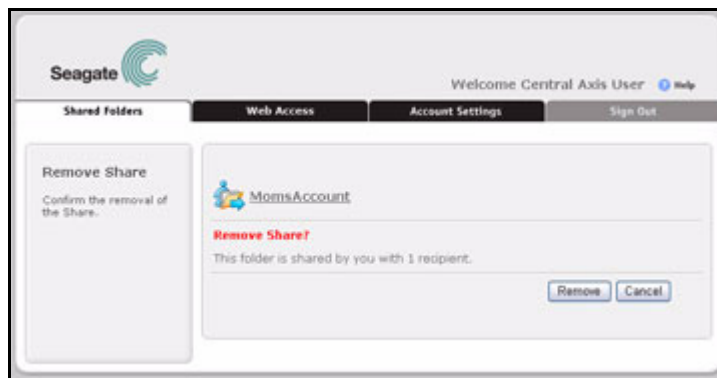 Seagate
Welcome Central Axis User Help
Shared Folders Web Access Account Settings Sign Out
Remove Share
Confirm the removal of
the Share.
MomsAccount
Remove Share?
This folder is shared by you with 1 recipient.
Remove Cancel